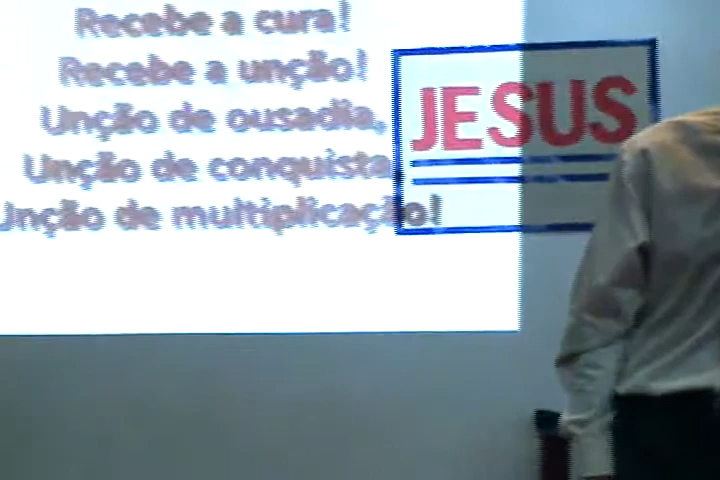 Recebe a cura!
Recebe a unção!
Unção de ousadia,
Unção de conquista
Unção de multiplicação!
JESUS